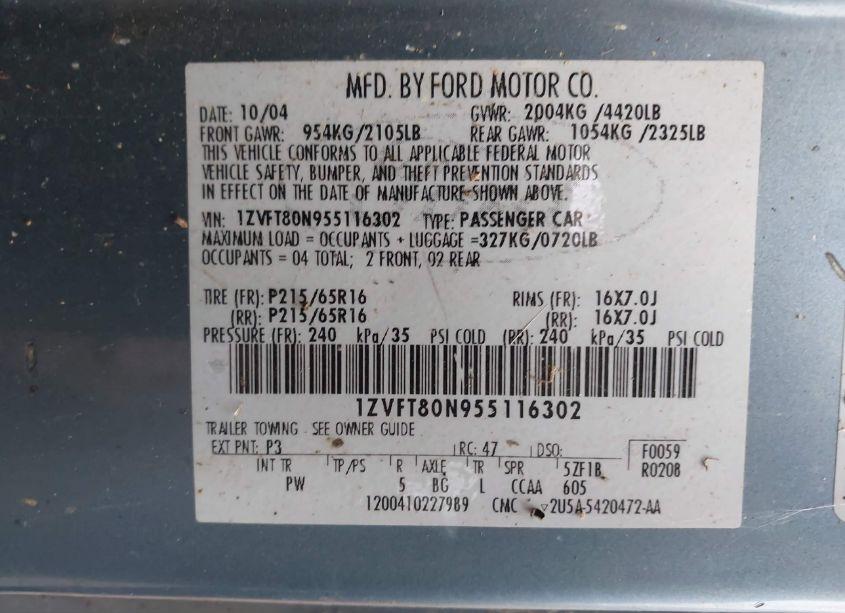 MFD. BY FORD MOTOR CO.
DATE: 10/04 GVWR: 2004KG /4420LB
FRONT GAWR: 954KG/2105LB REAR GAWR: 1054KG /2325LB
THIS VEHICLE CONFORMS TO ALL APPLICABLE FEDERAL MOTOR
VEHICLE SAFETY, BUMPER, AND THEFT PREVENTION STANDARDS
IN EFFECT ON THE DATE OF MANUFACTURE SHOWN ABOVE.
VIN: 1ZVFT80N955116302 TYPE: PASSENGER CAR
MAXIMUM LOAD = OCCUPANTS + LUGGAGE =327KG/0720LB
OCCUPANTS = 04 TOTAL; 2 FRONT, 02 REAR
TIRE (FR): P215/65R16 RIMS (FR): 16X7.0J
(RR): P215/65R16 (RR): 16X7.0J
PRESSURE (FR): 240 kPa/35 PSI COLD (RR): 240 kPa/35 PSI COLD
1ZVFT80N955116302
TRAILER TOWING - SEE OWNER GUIDE
EXT PNT: P3 RC: 47 DSO: F0059
INT TR TP/PS R AXLE TR SPR 5ZF1B R0208
PW 5 BG L CCAA 605
1200410227989 CMC ▽2U5A-5420472-AA